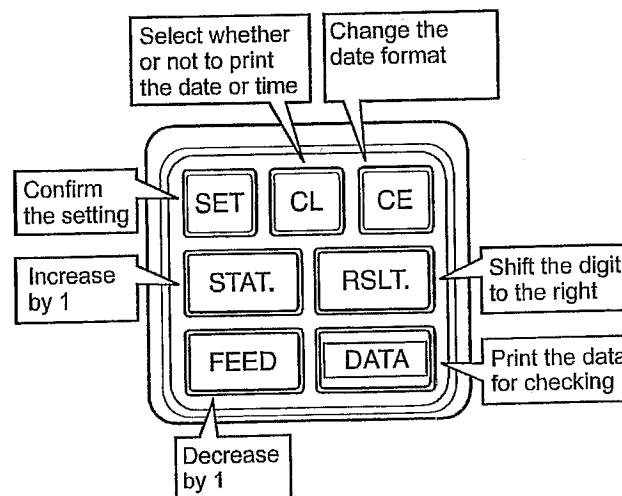 Select whether
or not to print
the date or time
Change the
date format
Confirm
the setting
SET
CL
CE
Increase
by 1
STAT.
RSLT.
Shift the digit
to the right
FEED
DATA
Print the data
for checking
Decrease
by 1